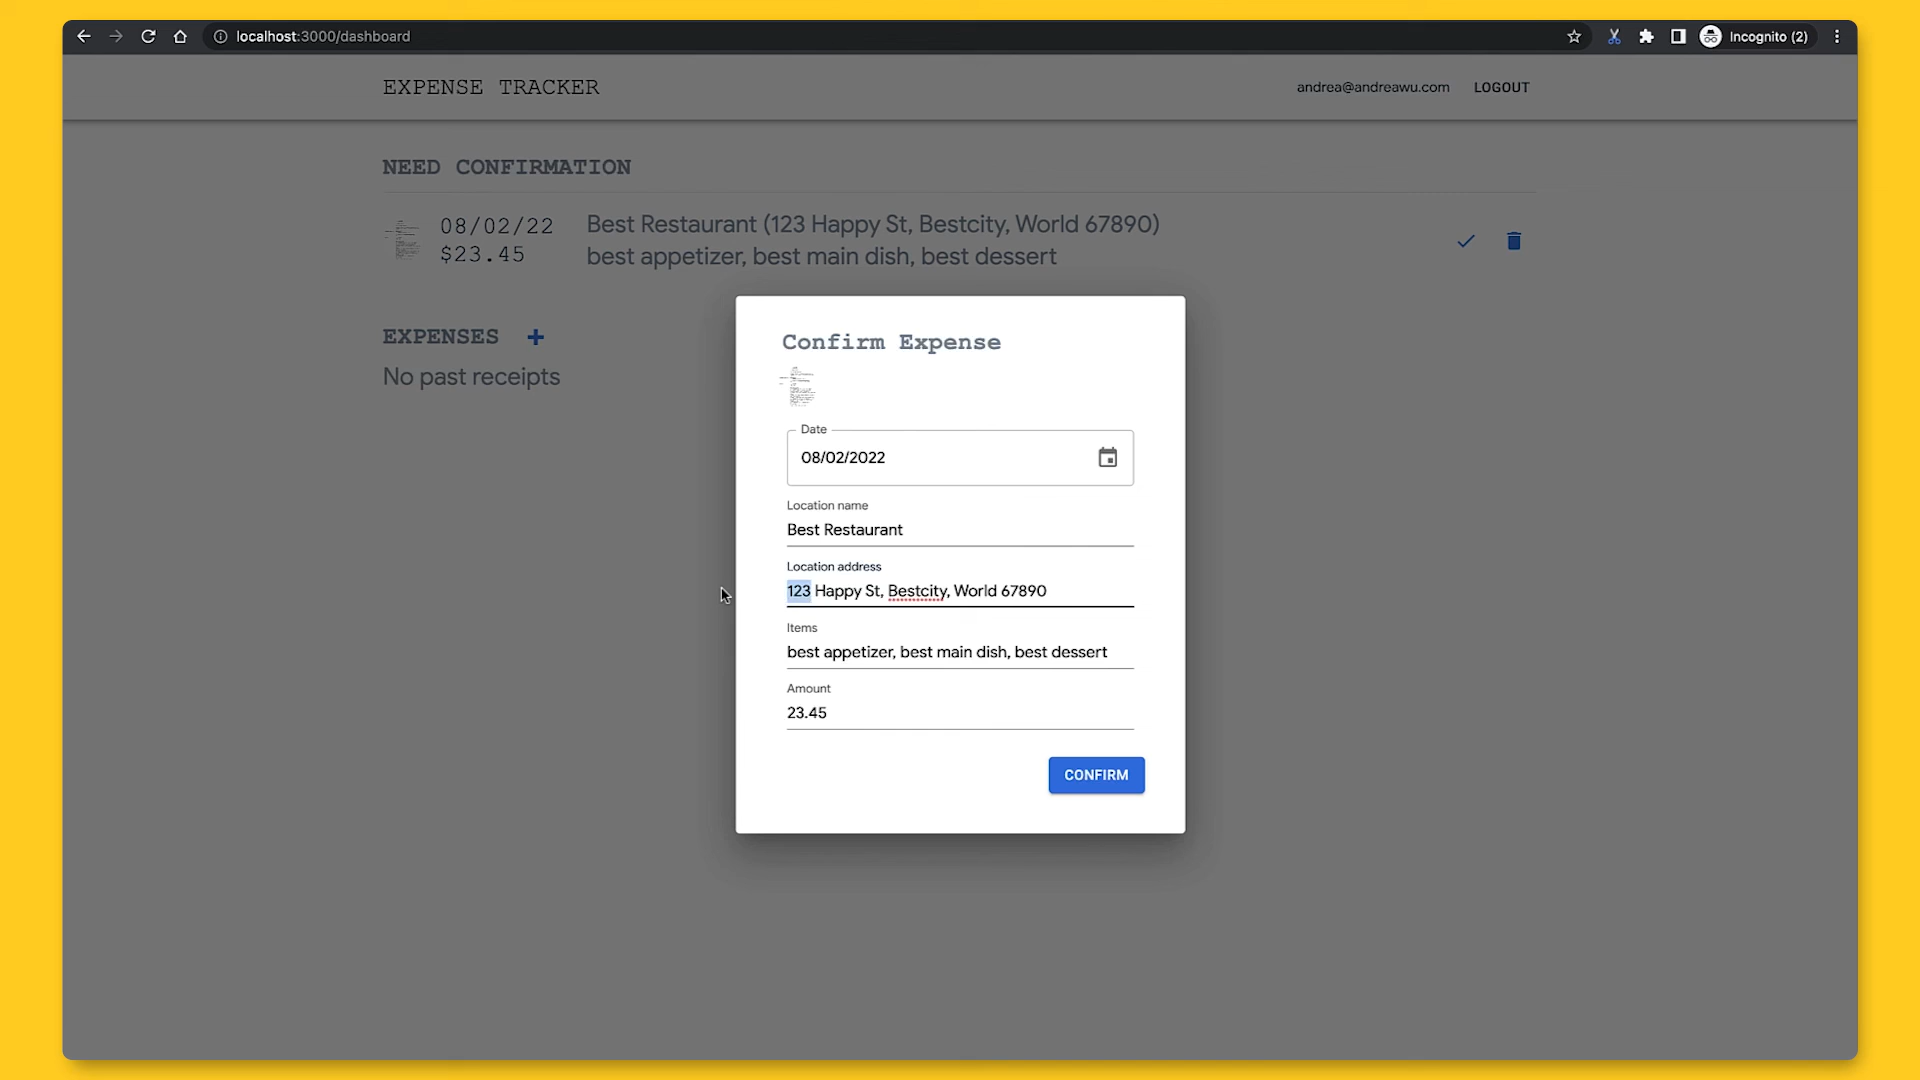 localhost:3000/dashboard
Incognito (2)
EXPENSE TRACKER
andrea@andreawu.com
LOGOUT
NEED CONFIRMATION
08/02/22
$23.45
Best Restaurant (123 Happy St, Bestcity, World 67890)
best appetizer, best main dish, best dessert
EXPENSES +
No past receipts
Confirm Expense
Date
08/02/2022
Location name
Best Restaurant
Location address
123 Happy St, Bestcity, World 67890
Items
best appetizer, best main dish, best dessert
Amount
23.45
CONFIRM